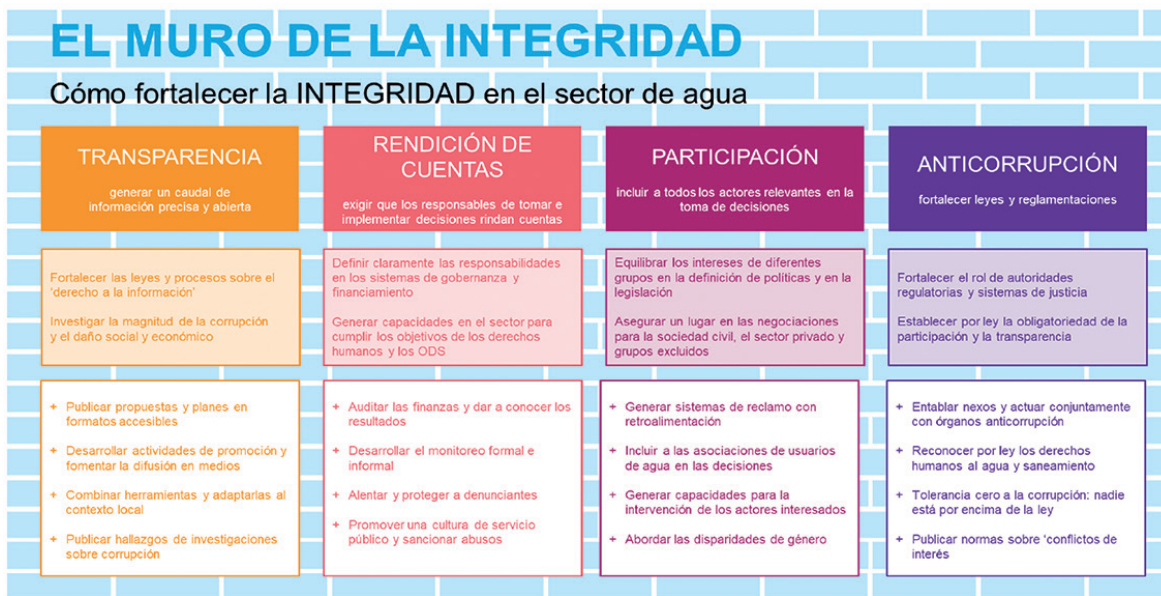 EL MURO DE LA INTEGRIDAD
Cómo fortalecer la INTEGRIDAD en el sector de agua
TRANSPARENCIA
generar un caudal de
información precisa y abierta
Fortalecer las leyes y procesos sobre el
'derecho a la información'
Investigar la magnitud de la corrupción
y el daño social y económico
+ Publicar propuestas y planes en
formatos accesibles
+ Desarrollar actividades de promoción y
fomentar la difusión en medios
+ Combinar herramientas y adaptarlas al
contexto local
+ Publicar hallazgos de investigaciones
sobre corrupción
RENDICIÓN DE
CUENTAS
exigir que los responsables de tomar e
implementar decisiones rindan cuentas
Definir claramente las responsabilidades
en los sistemas de gobernanza y
financiamiento
Generar capacidades en el sector para
cumplir los objetivos de los derechos
humanos y los ODS
+ Auditar las finanzas y dar a conocer los
resultados
+ Desarrollar el monitoreo formal e
informal
+ Alentar y proteger a denunciantes
+ Promover una cultura de servicio
público y sancionar abusos
PARTICIPACIÓN
incluir a todos los actores relevantes en la
toma de decisiones
Equilibrar los intereses de diferentes
grupos en la definición de políticas y en la
legislación
Asegurar un lugar en las negociaciones
para la sociedad civil, el sector privado y
grupos excluidos
+ Generar sistemas de reclamo con
retroalimentación
+ Incluir a las asociaciones de usuarios
de agua en las decisiones
+ Generar capacidades para la
intervención de los actores interesados
+ Abordar las disparidades de género
ANTICORRUPCIÓN
fortalecer leyes y reglamentaciones
Fortalecer el rol de autoridades
regulatorias y sistemas de justicia
Establecer por ley la obligatoriedad de la
participación y la transparencia
+ Entablar nexos y actuar conjuntamente
con órganos anticorrupción
+ Reconocer por ley los derechos
humanos al agua y saneamiento
+ Tolerancia cero a la corrupción: nadie
está por encima de la ley
+ Publicar normas sobre 'conflictos de
interés